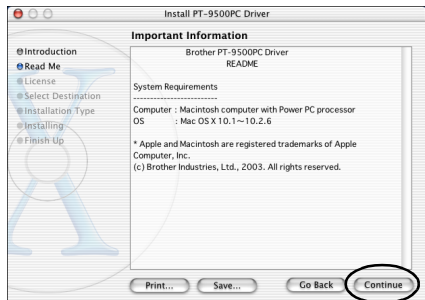 Install PT-9500PC Driver
Important Information
Introduction
Read Me
License
Select Destination
Installation Type
Installing
Finish Up
Brother PT-9500PC Driver
README
System Requirements
--------------------------
Computer : Macintosh computer with Power PC processor
OS : Mac OS X 10.1~10.2.6
* Apple and Macintosh are registered trademarks of Apple
Computer, Inc.
(c) Brother Industries, Ltd., 2003. All rights reserved.
Print...
Save...
Go Back
Continue